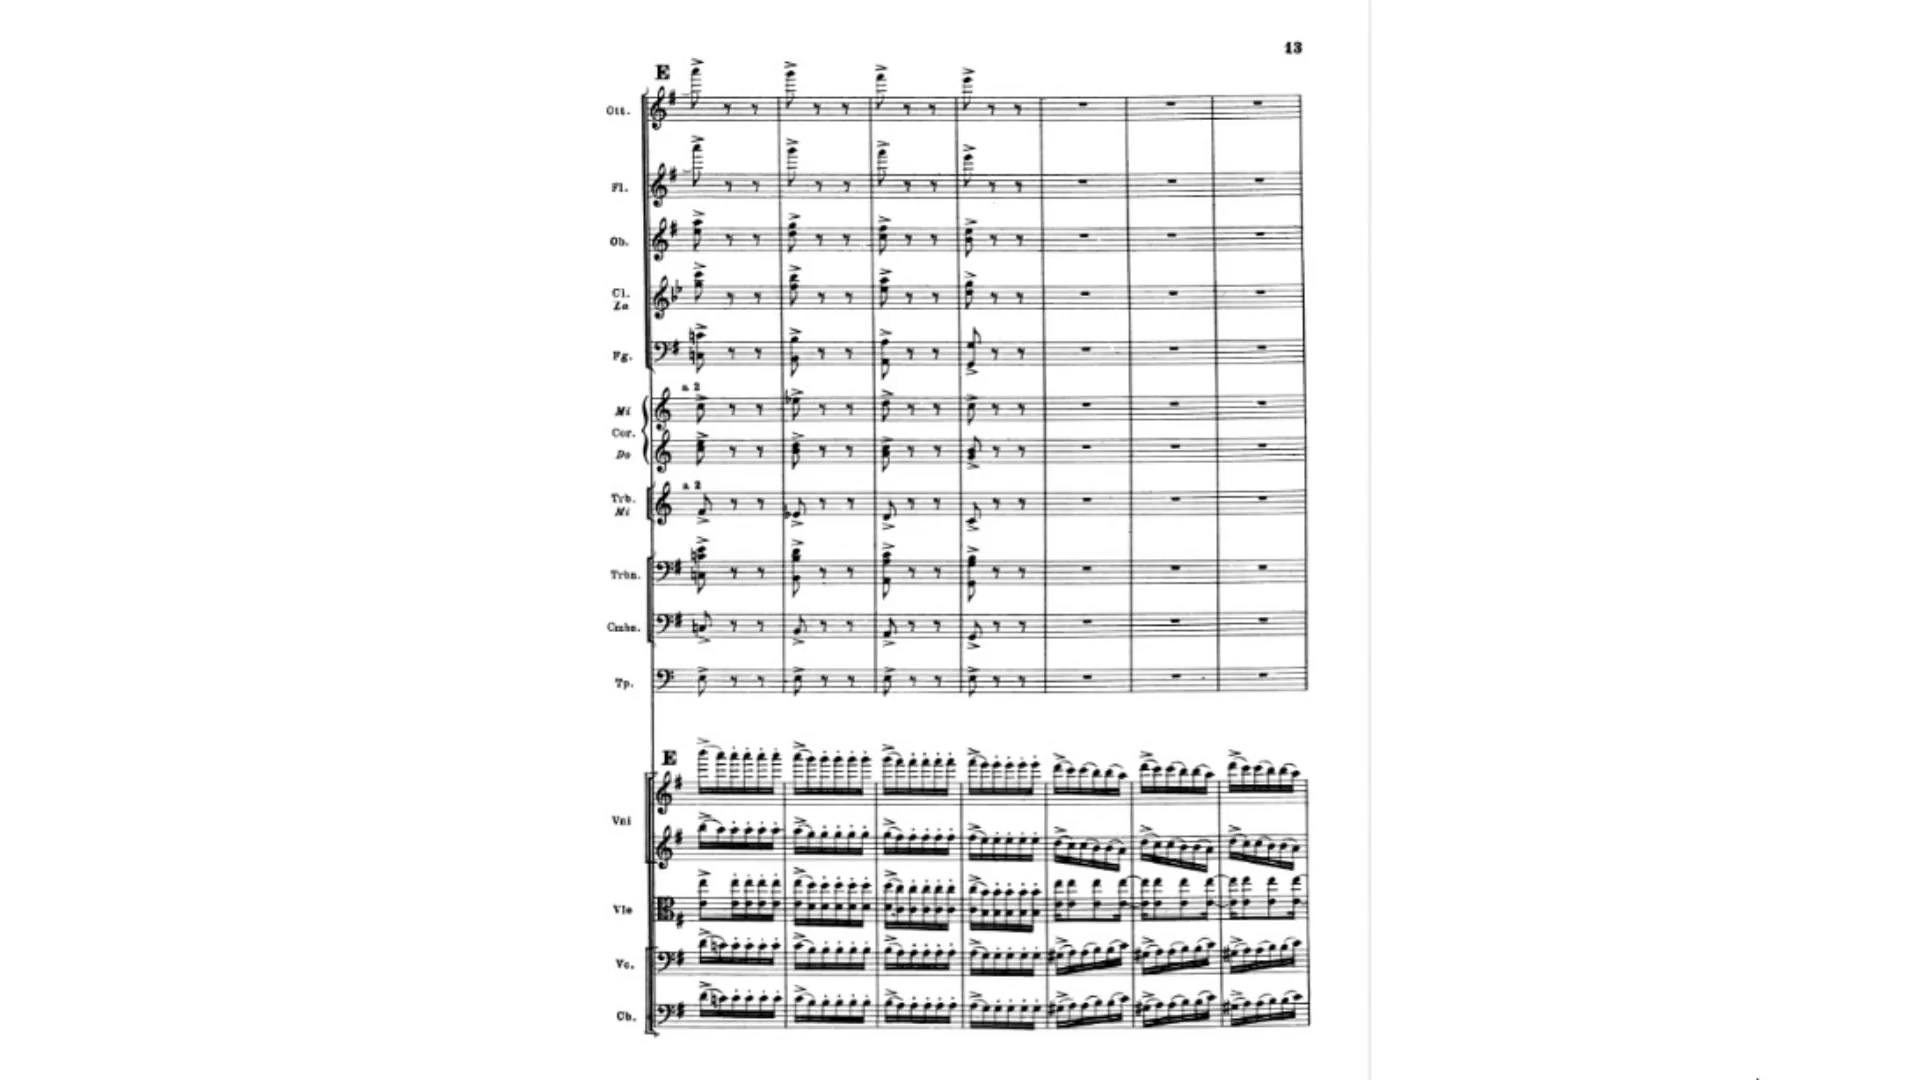 13
E
Ott.
Fl.
Ob.
Cl.
La
Fg.
a 2
Mi
Cor.
Do
a 2
Trb.
Mi
Trbn.
Cmbs.
Tp.
E
Vni
Vle
Vc.
Cb.